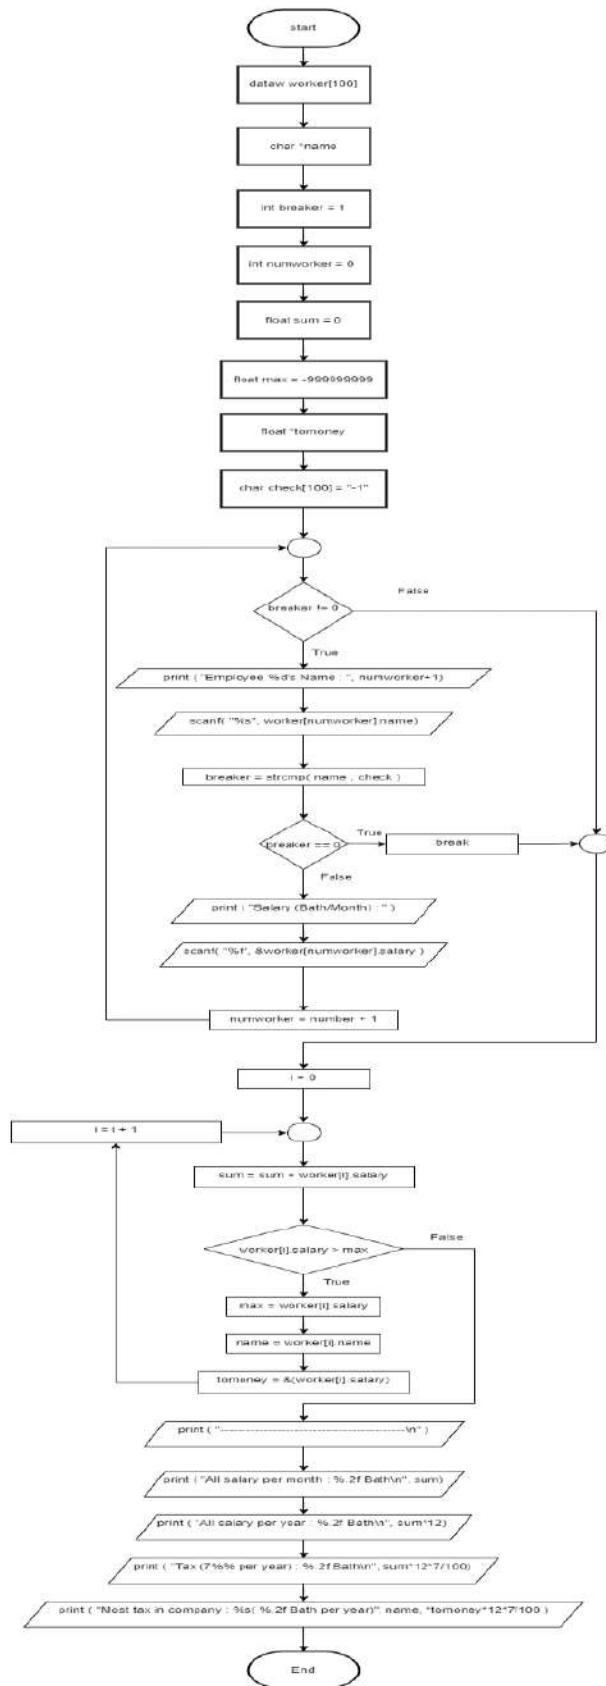 start
dataw worker[100]
char *name
int breaker = 1
int numworker = 0
float sum = 0
float max = -999999999
float *tomoney
char check[100] = "-1"
breaker != 0
False
True
print ( "Employee %d's Name : ", numworker+1)
scanf( "%s", worker[numworker].name)
breaker = strcmp( name , check )
breaker == 0
True
break
False
print ( "Salary (Bath/Month) : " )
scanf( "%f", &worker[numworker].salary )
numworker = number + 1
i = 0
i = i + 1
sum = sum + worker[i].salary
worker[i].salary > max
False
True
max = worker[i].salary
name = worker[i].name
tomoney = &(worker[i].salary)
print ( "--------------------------------------------\n" )
print ( "All salary per month : %.2f Bath\n", sum)
print ( "All salary per year : %.2f Bath\n", sum*12)
print ( "Tax (7%% per year) : %.2f Bath\n", sum*12*7/100)
print ( "Most tax in company : %s( %.2f Bath per year)", name, *tomoney*12*7/100 )
End